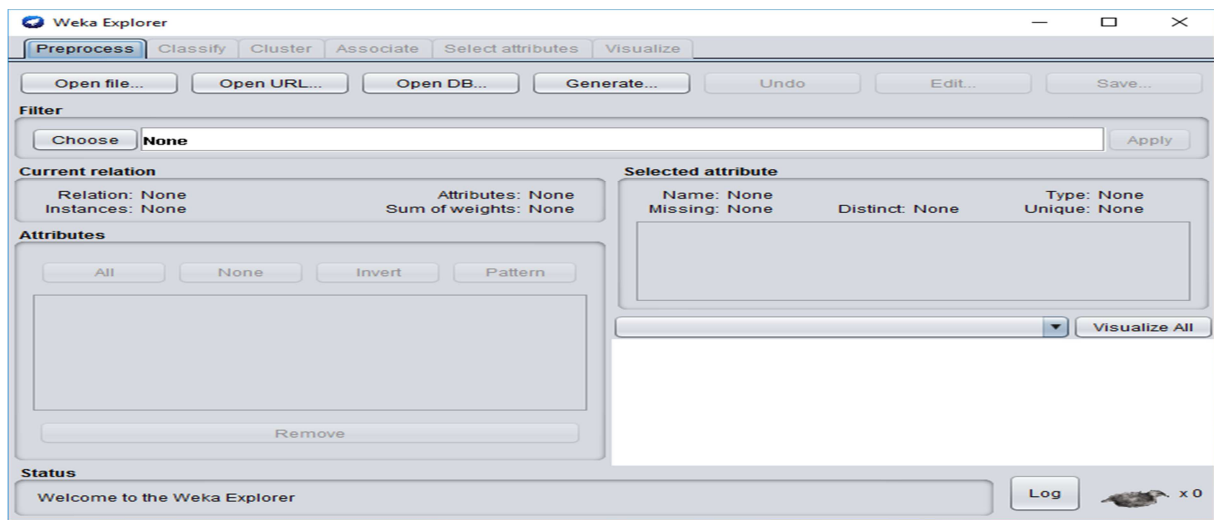 Weka Explorer
Preprocess Classify Cluster Associate Select attributes Visualize
Open file... Open URL... Open DB... Generate... Undo Edit... Save...
Filter
Choose None Apply
Current relation
Relation: None Attributes: None
Instances: None Sum of weights: None
Selected attribute
Name: None Type: None
Missing: None Distinct: None Unique: None
Attributes
All None Invert Pattern
Remove
Visualize All
Status
Welcome to the Weka Explorer
Log x 0